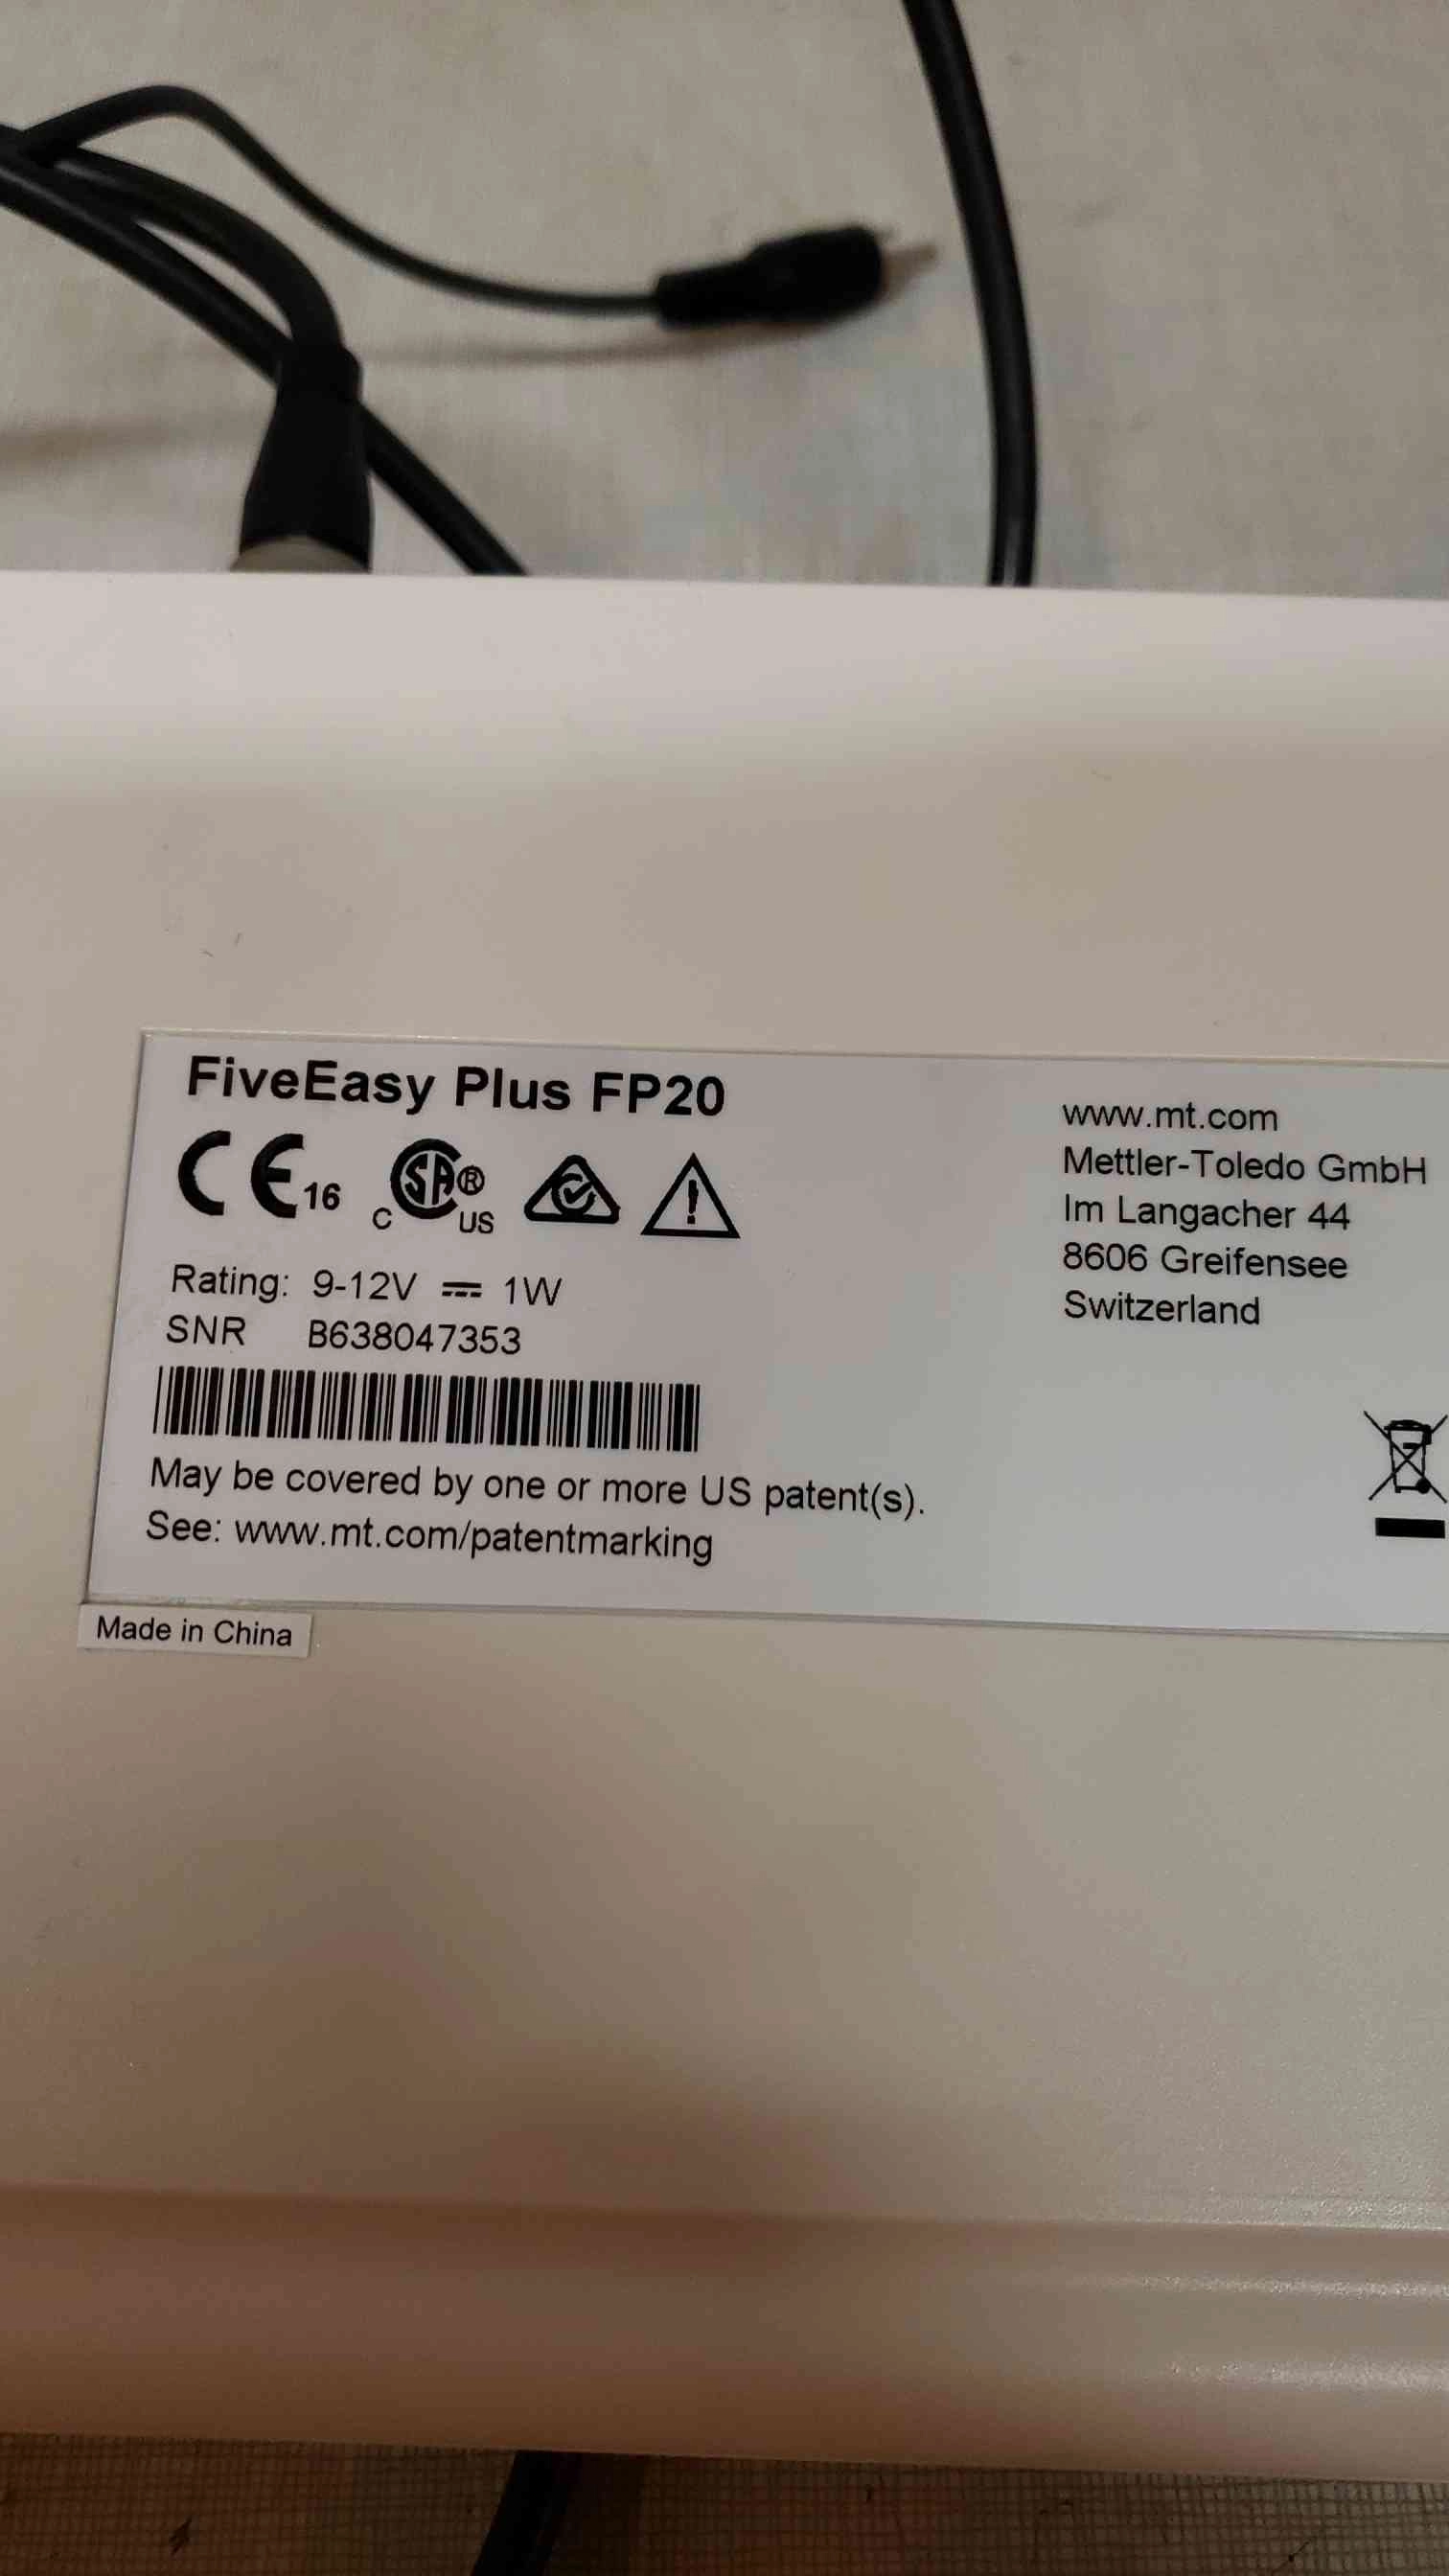 FiveEasy Plus FP20
CE 16 C SA® US
Rating: 9-12V ⎓ 1W
SNR B638047353
May be covered by one or more US patent(s).
See: www.mt.com/patentmarking
www.mt.com
Mettler-Toledo GmbH
Im Langacher 44
8606 Greifensee
Switzerland
Made in China